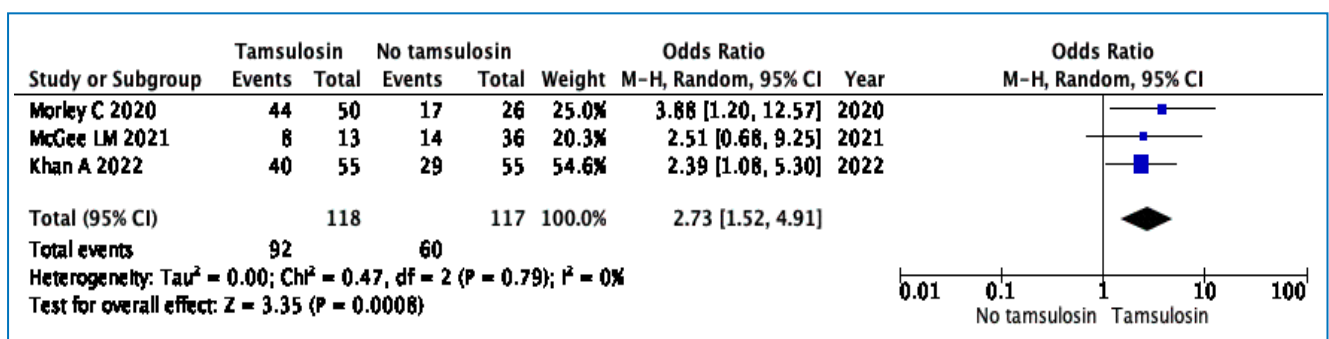 Tamsulosin No tamsulosin Odds Ratio Odds Ratio
Study or Subgroup Events Total Events Total Weight M-H, Random, 95% CI Year M-H, Random, 95% CI
Morley C 2020 44 50 17 26 25.0% 3.88 [1.20, 12.57] 2020
McGee LM 2021 8 13 14 36 20.3% 2.51 [0.68, 9.25] 2021
Khan A 2022 40 55 29 55 54.6% 2.39 [1.08, 5.30] 2022
Total (95% CI) 118 117 100.0% 2.73 [1.52, 4.91]
Total events 92 60
Heterogeneity: Tau² = 0.00; Chi² = 0.47, df = 2 (P = 0.79); I² = 0%
Test for overall effect: Z = 3.35 (P = 0.0008)
0.01 0.1 1 10 100
No tamsulosin Tamsulosin